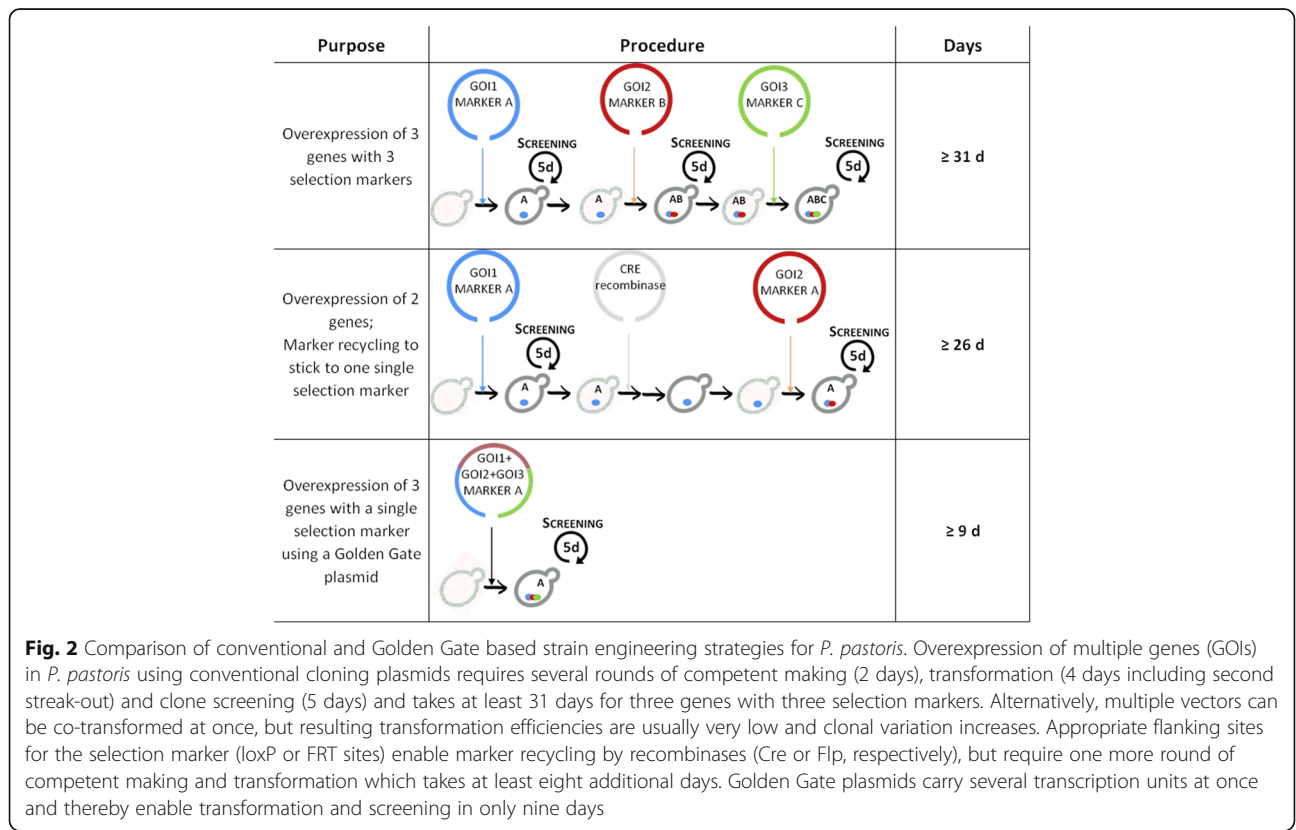 Purpose Procedure Days
Overexpression of 3
genes with 3
selection markers
GOI1
MARKER A
GOI2
MARKER B
GOI3
MARKER C
SCREENING
5d
SCREENING
5d
SCREENING
5d
A
A
AB
AB
ABC
≥ 31 d
Overexpression of 2
genes;
Marker recycling to
stick to one single
selection marker
GOI1
MARKER A
CRE
recombinase
GOI2
MARKER A
SCREENING
5d
SCREENING
5d
A
A
A
≥ 26 d
Overexpression of 3
genes with a single
selection marker
using a Golden Gate
plasmid
GOI1+
GOI2+GOI3
MARKER A
SCREENING
5d
A
≥ 9 d
Fig. 2 Comparison of conventional and Golden Gate based strain engineering strategies for P. pastoris. Overexpression of multiple genes (GOIs)
in P. pastoris using conventional cloning plasmids requires several rounds of competent making (2 days), transformation (4 days including second
streak-out) and clone screening (5 days) and takes at least 31 days for three genes with three selection markers. Alternatively, multiple vectors can
be co-transformed at once, but resulting transformation efficiencies are usually very low and clonal variation increases. Appropriate flanking sites
for the selection marker (loxP or FRT sites) enable marker recycling by recombinases (Cre or Flp, respectively), but require one more round of
competent making and transformation which takes at least eight additional days. Golden Gate plasmids carry several transcription units at once
and thereby enable transformation and screening in only nine days